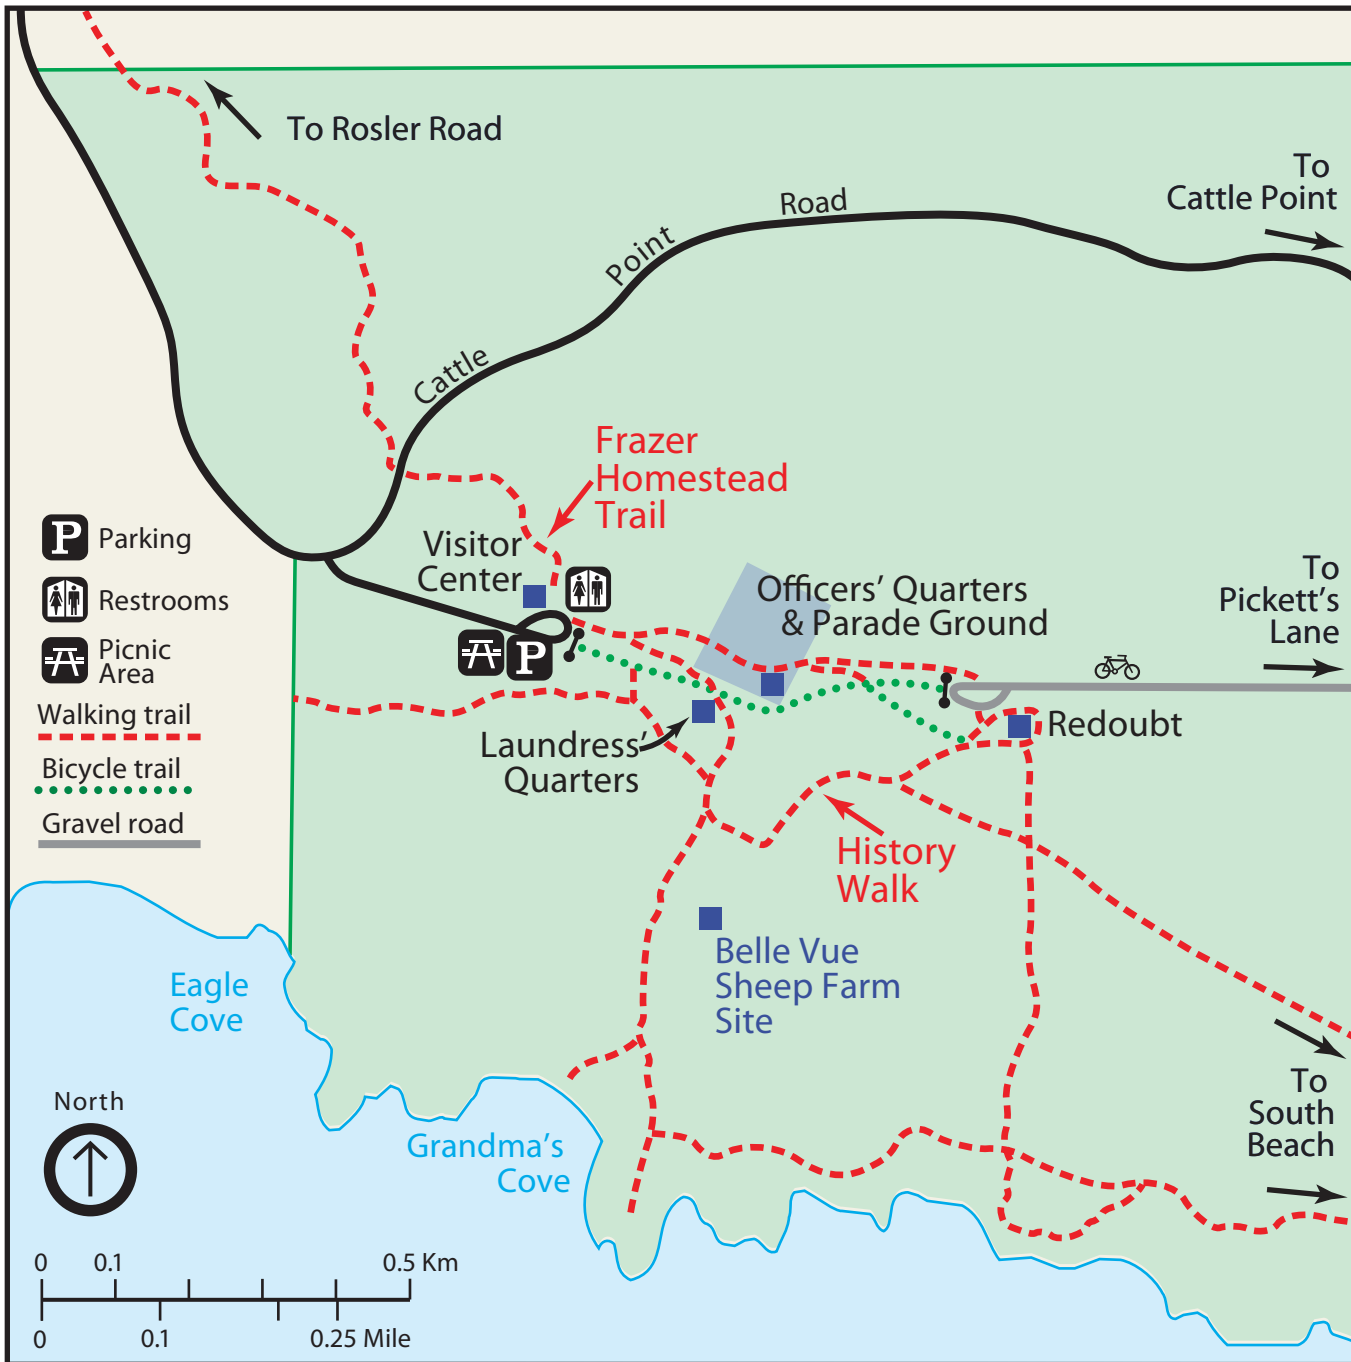 To Rosler Road
To
Cattle Point
Cattle Point Road
Frazer
Homestead
Trail
P Parking
Restrooms
Picnic
Area
Walking trail
Bicycle trail
Gravel road
Visitor
Center
P
Officers' Quarters
& Parade Ground
To
Pickett's
Lane
Laundress'
Quarters
Redoubt
History
Walk
Belle Vue
Sheep Farm
Site
Eagle
Cove
Grandma's
Cove
To
South
Beach
North
0 0.1 0.5 Km
0 0.1 0.25 Mile